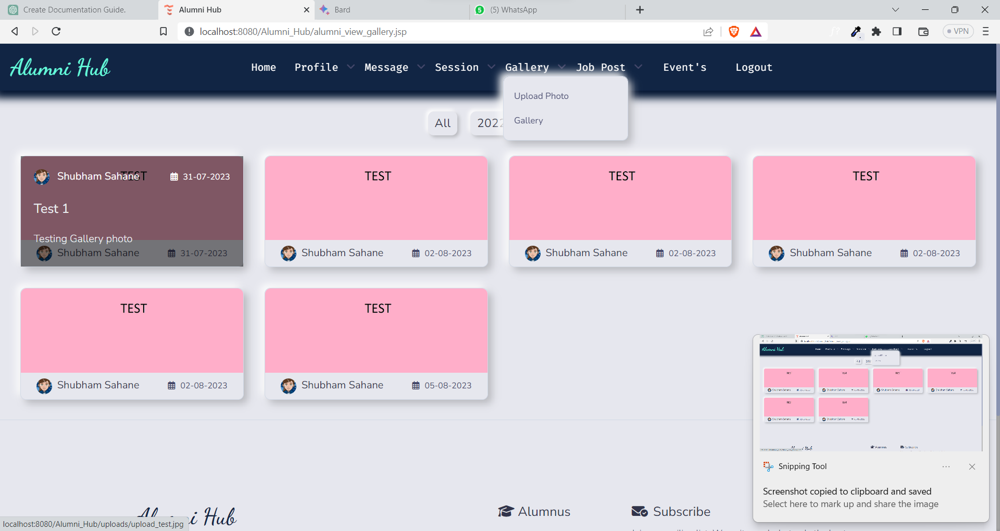 Create Documentation Guide.
Alumni Hub
Bard
5
(5) WhatsApp
localhost:8080/Alumni_Hub/alumni_view_gallery.jsp
VPN
Alumni Hub
Home Profile Message Session Gallery Job Post Event's Logout
Upload Photo
Gallery
All 2022
TEST
Shubham Sahane 31-07-2023
Test 1
Testing Gallery photo
Shubham Sahane 31-07-2023
TEST
Shubham Sahane 02-08-2023
TEST
Shubham Sahane 02-08-2023
TEST
Shubham Sahane 02-08-2023
TEST
Shubham Sahane 02-08-2023
TEST
Shubham Sahane 05-08-2023
Hub
Alumnus
Subscribe
localhost:8080/Alumni_Hub/uploads/upload_test.jpg
Snipping Tool
Screenshot copied to clipboard and saved
Select here to mark up and share the image